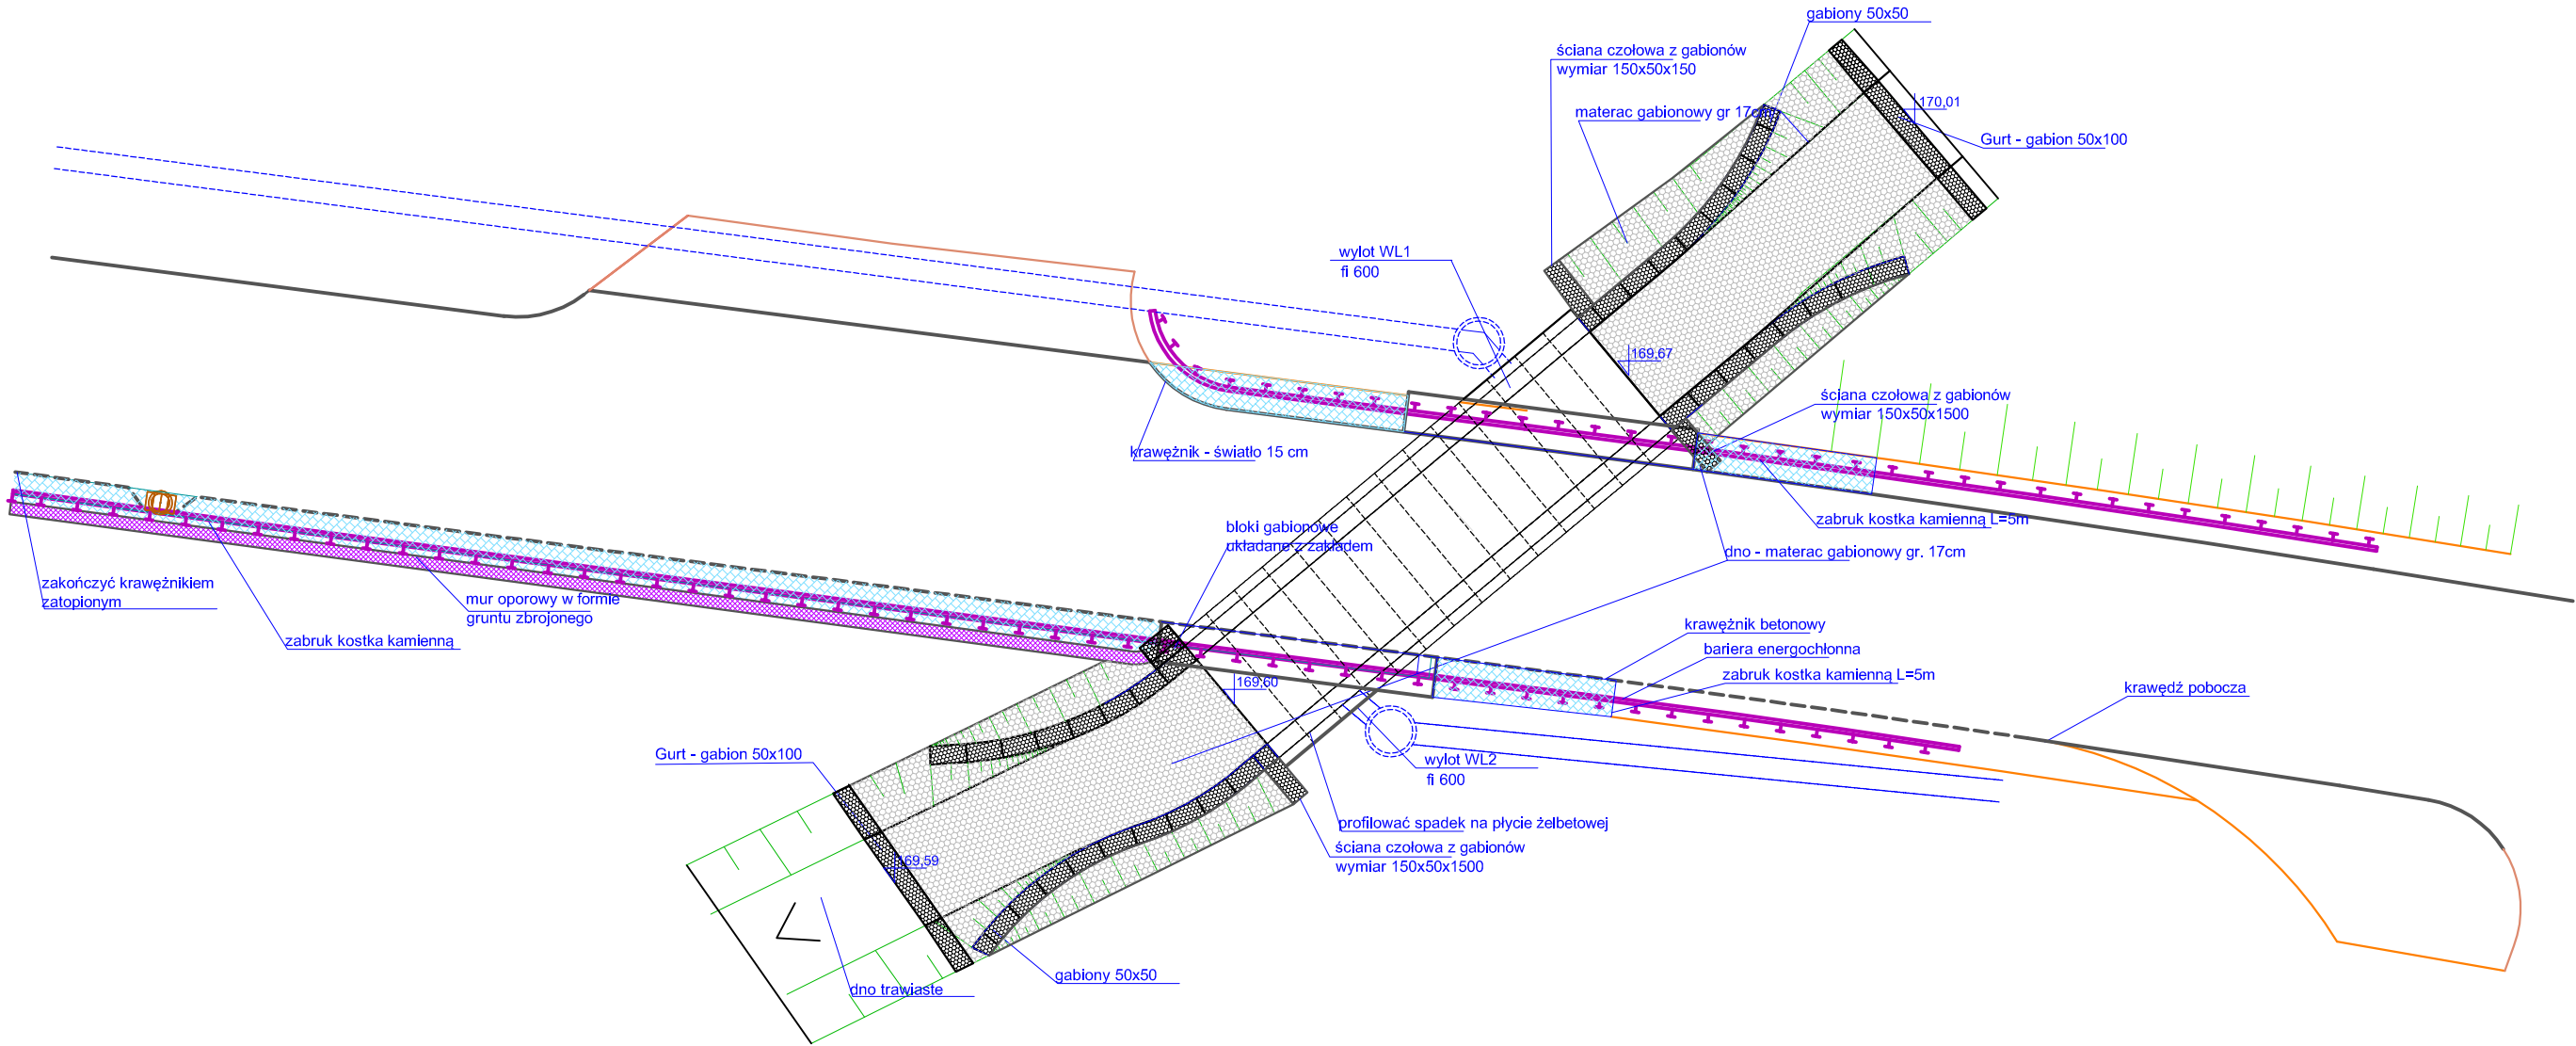 gabiony 50x50
ściana czołowa z gabionów
wymiar 150x50x150
materac gabionowy gr 17cm
170,01
Gurt - gabion 50x100
wylot WL1
fi 600
169,67
ściana czołowa z gabionów
wymiar 150x50x1500
krawężnik - światło 15 cm
zabruk kostka kamienną L=5m
bloki gabionowe
układane z zakładem
dno - materac gabionowy gr. 17cm
zakończyć krawężnikiem
zatopionym
mur oporowy w formie
gruntu zbrojonego
zabruk kostka kamienną
krawężnik betonowy
bariera energochłonna
zabruk kostka kamienną L=5m
krawędź pobocza
169,60
Gurt - gabion 50x100
wylot WL2
fi 600
profilować spadek na płycie żelbetowej
ściana czołowa z gabionów
wymiar 150x50x1500
169,59
gabiony 50x50
dno trawiaste